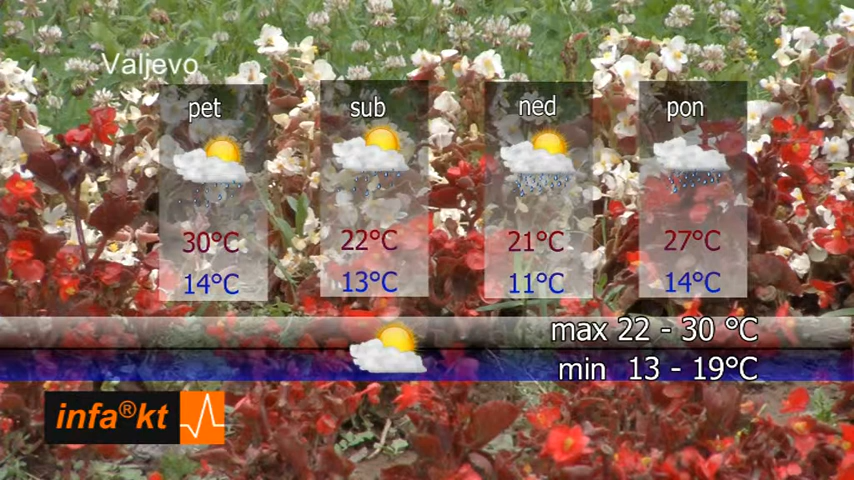 Valjevo
pet
30°C
14°C
sub
22°C
13°C
ned
21°C
11°C
pon
27°C
14°C
max 22 - 30 °C
min 13 - 19°C
infa®kt